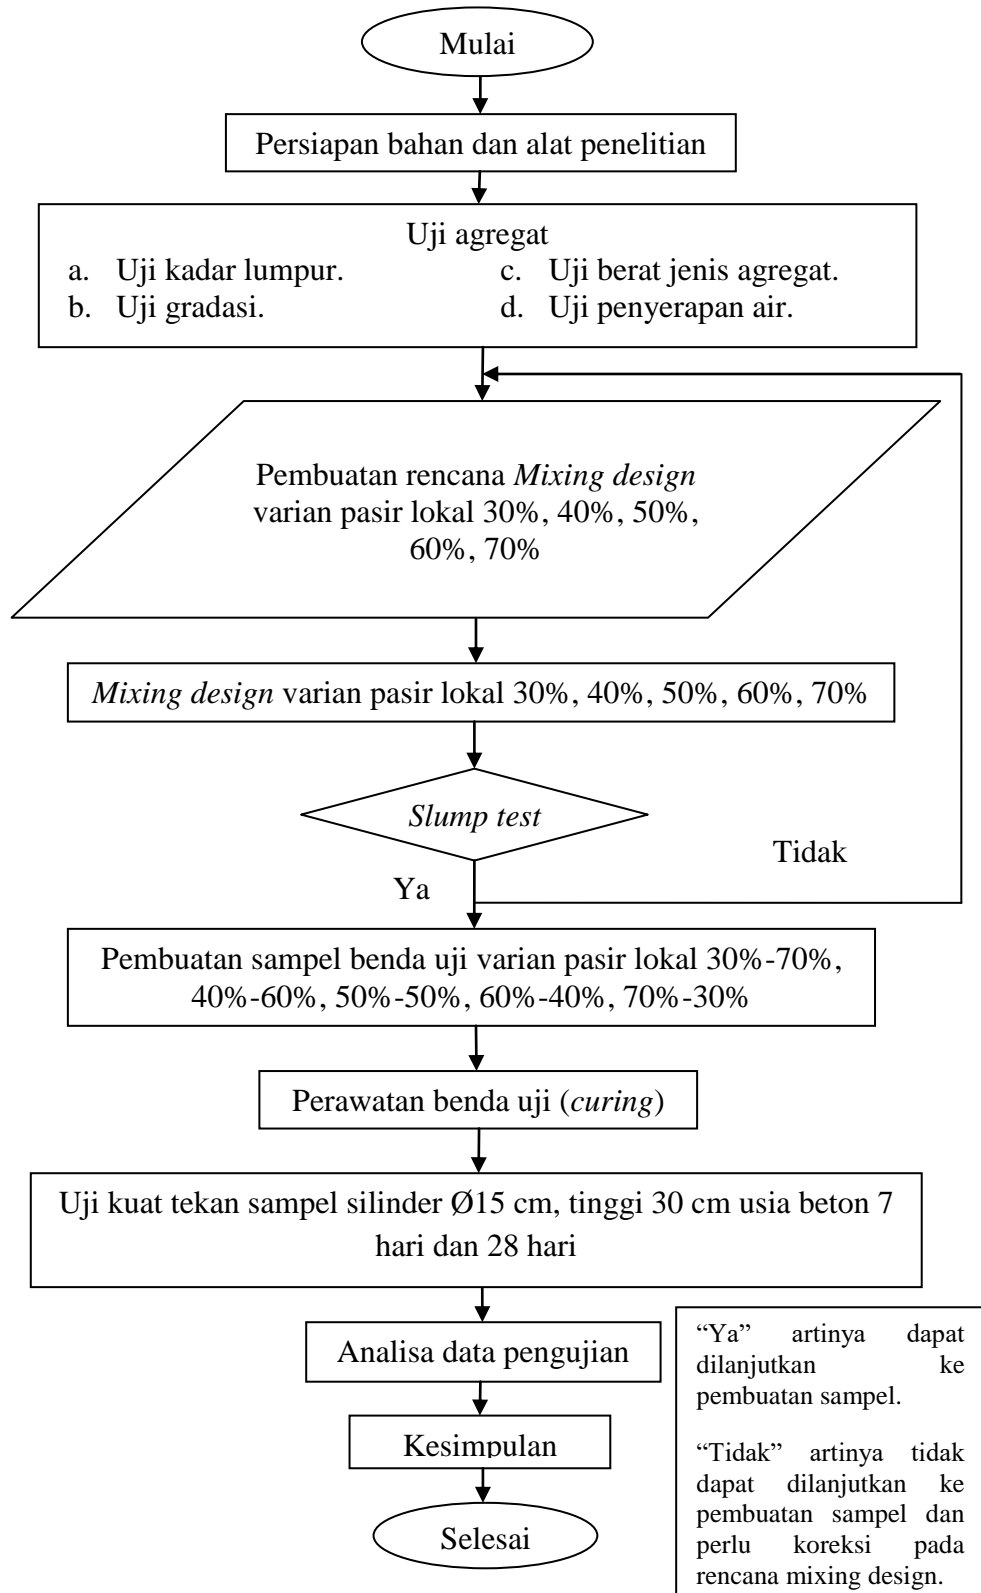 Mulai
Persiapan bahan dan alat penelitian
Uji agregat
a. Uji kadar lumpur.
b. Uji gradasi.
c. Uji berat jenis agregat.
d. Uji penyerapan air.
Pembuatan rencana Mixing design
varian pasir lokal 30%, 40%, 50%,
60%, 70%
Mixing design varian pasir lokal 30%, 40%, 50%, 60%, 70%
Slump test
Tidak
Ya
Pembuatan sampel benda uji varian pasir lokal 30%-70%,
40%-60%, 50%-50%, 60%-40%, 70%-30%
Perawatan benda uji (curing)
Uji kuat tekan sampel silinder Ø15 cm, tinggi 30 cm usia beton 7
hari dan 28 hari
Analisa data pengujian
Kesimpulan
Selesai
“Ya” artinya dapat
dilanjutkan ke
pembuatan sampel.
“Tidak” artinya tidak
dapat dilanjutkan ke
pembuatan sampel dan
perlu koreksi pada
rencana mixing design.